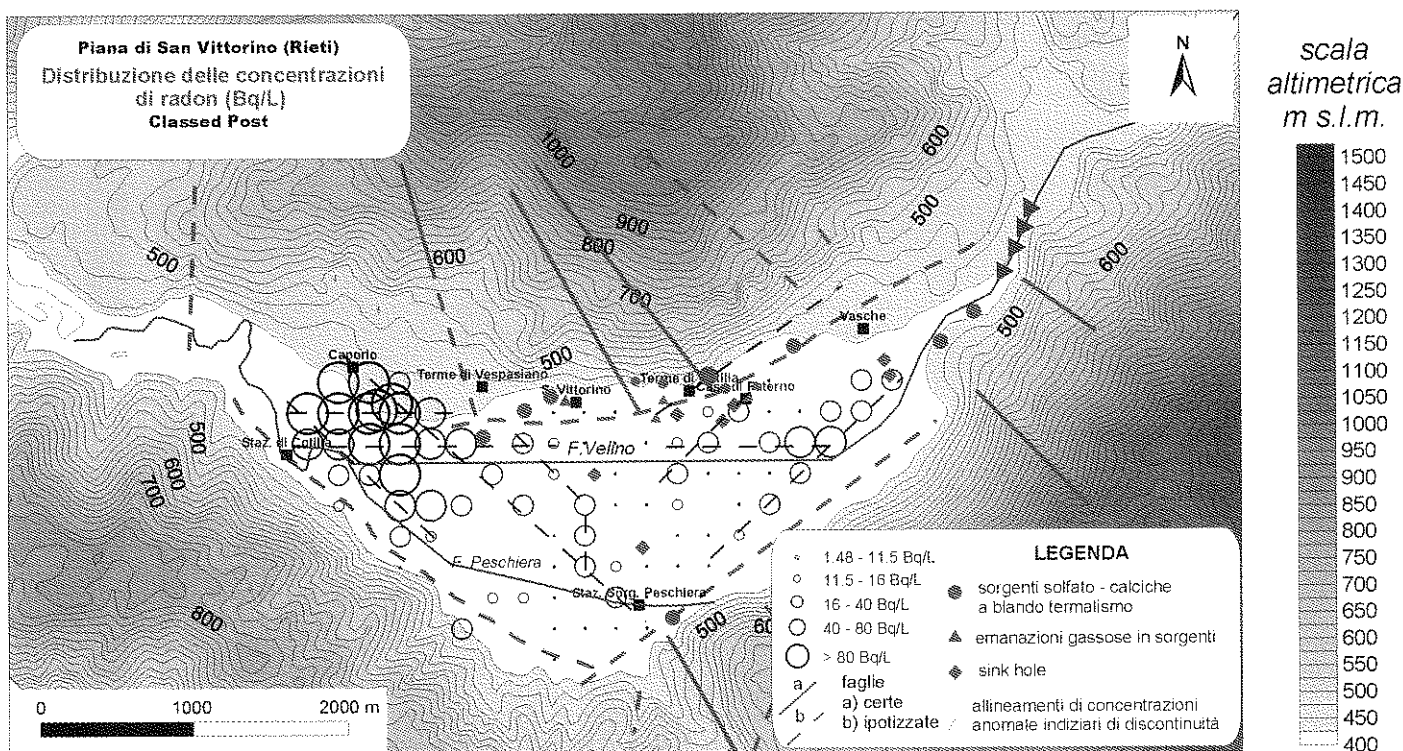 Piana di San Vittorino (Rieti)
Distribuzione delle concentrazioni
di radon (Bq/L)
Classed Post
N
scala
altimetrica
m s.l.m.
1500
1450
1400
1350
1300
1250
1200
1150
1100
1050
1000
950
900
850
800
750
700
650
600
550
500
450
400
1000
900
800
700
600
500
600
500
600
500
500
600
500
500
600
700
800
500
Caporio
Terme di Vespasiano
S. Vittorino
Terme di
Vasche
Staz. di Cotilia
F. Velino
F. Peschiera
Staz. Sorg. Peschiera
0 1000 2000 m
LEGENDA
1.48 - 11.5 Bq/L
11.5 - 16 Bq/L
16 - 40 Bq/L
40 - 80 Bq/L
> 80 Bq/L
a faglie
a) certe
b b) ipotizzate
sorgenti solfato - calciche
a blando termalismo
emanazioni gassose in sorgenti
sink hole
allineamenti di concentrazioni
anomale indiziari di discontinuità